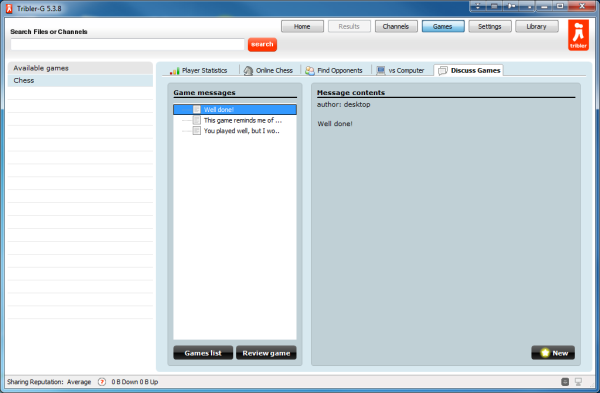 Tribler-G 5.3.8
Search Files or Channels
search
Home
Results
Channels
Games
Settings
Library
tribler
Available games
Chess
Player Statistics
Online Chess
Find Opponents
vs Computer
Discuss Games
Game messages
Well done!
This game reminds me of ...
You played well, but I wo..
Games list
Review game
Message contents
author: desktop
Well done!
New
Sharing Reputation: Average ? 0 B Down 0 B Up